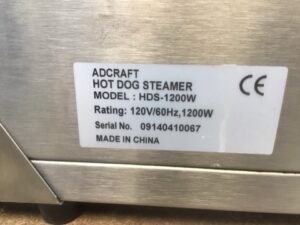 ADCRAFT
HOT DOG STEAMER
MODEL : HDS-1200W
Rating: 120V/60Hz,1200W
Serial No. 09140410067
MADE IN CHINA
CE